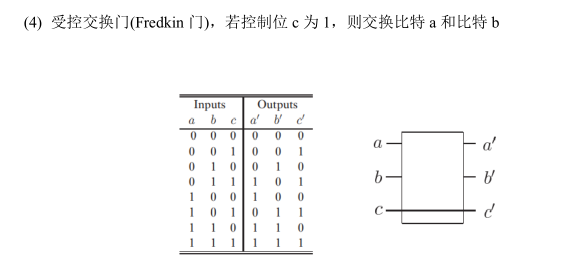 (4) 受控交换门(Fredkin 门)，若控制位 c 为 1，则交换比特 a 和比特 b
Inputs Outputs
a b c a′ b′ c′
0 0 0 0 0 0
0 0 1 0 0 1
0 1 0 0 1 0
0 1 1 1 0 1
1 0 0 1 0 0
1 0 1 0 1 1
1 1 0 1 1 0
1 1 1 1 1 1
a a′
b b′
c c′